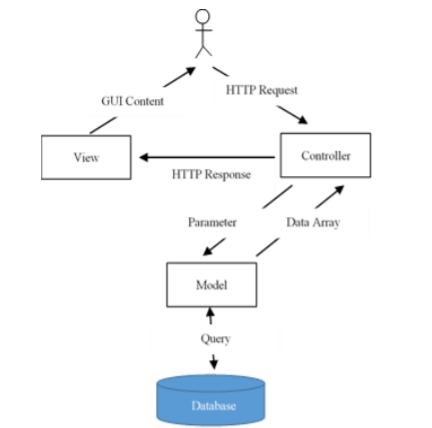 HTTP Request
GUI Content
View
Controller
HTTP Response
Parameter
Data Array
Model
Query
Database